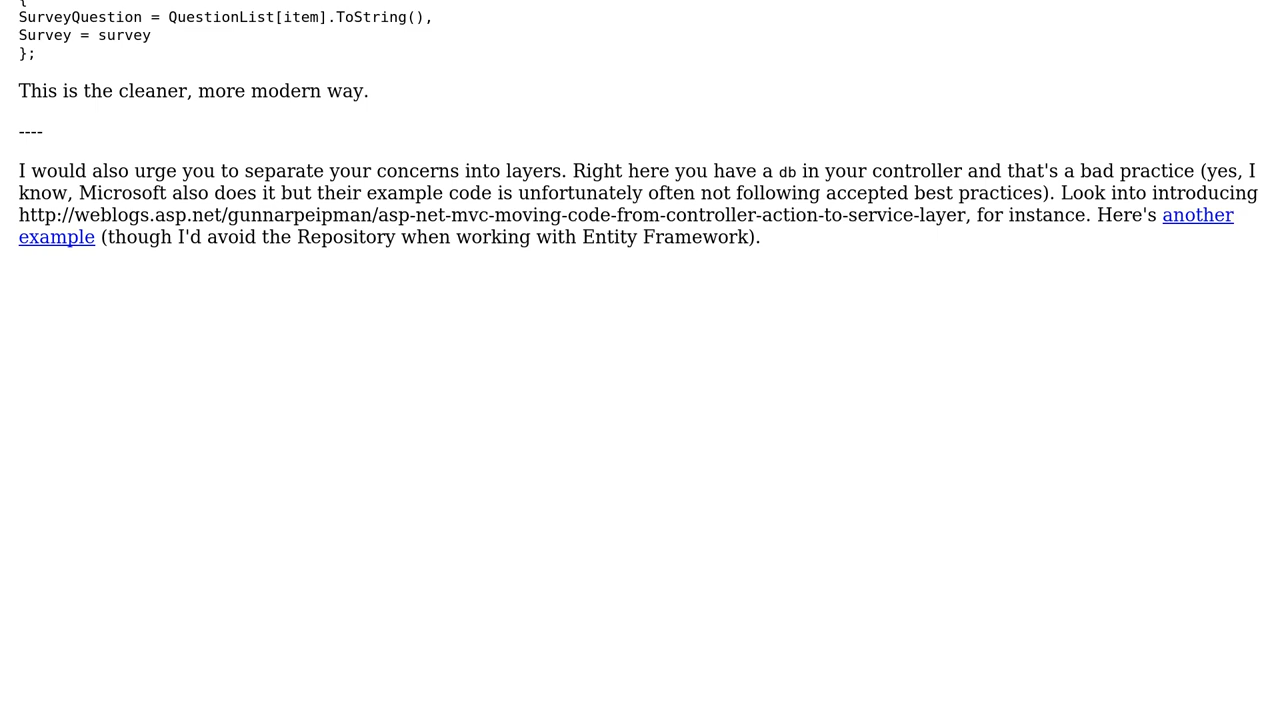 {
SurveyQuestion = QuestionList[item].ToString(),
Survey = survey
};
This is the cleaner, more modern way.
----
I would also urge you to separate your concerns into layers. Right here you have a db in your controller and that's a bad practice (yes, I
know, Microsoft also does it but their example code is unfortunately often not following accepted best practices). Look into introducing
http://weblogs.asp.net/gunnarpeipman/asp-net-mvc-moving-code-from-controller-action-to-service-layer, for instance. Here's another
example (though I'd avoid the Repository when working with Entity Framework).